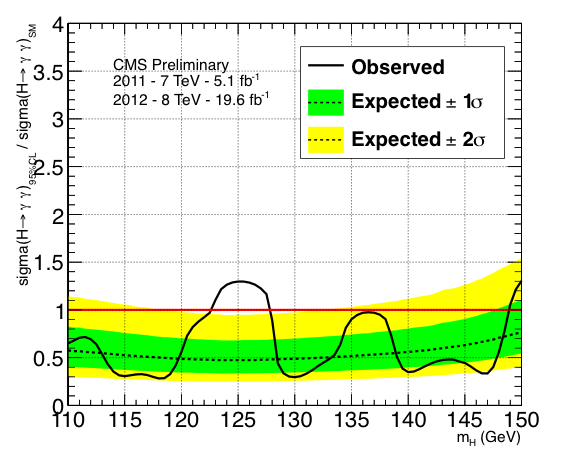 4
3.5
3
2.5
2
1.5
1
0.5
0
sigma(H→ γ γ)95%CL / sigma(H→ γ γ)SM
CMS Preliminary
2011 - 7 TeV - 5.1 fb-1
2012 - 8 TeV - 19.6 fb-1
Observed
Expected ± 1σ
Expected ± 2σ
110 115 120 125 130 135 140 145 150
mH (GeV)